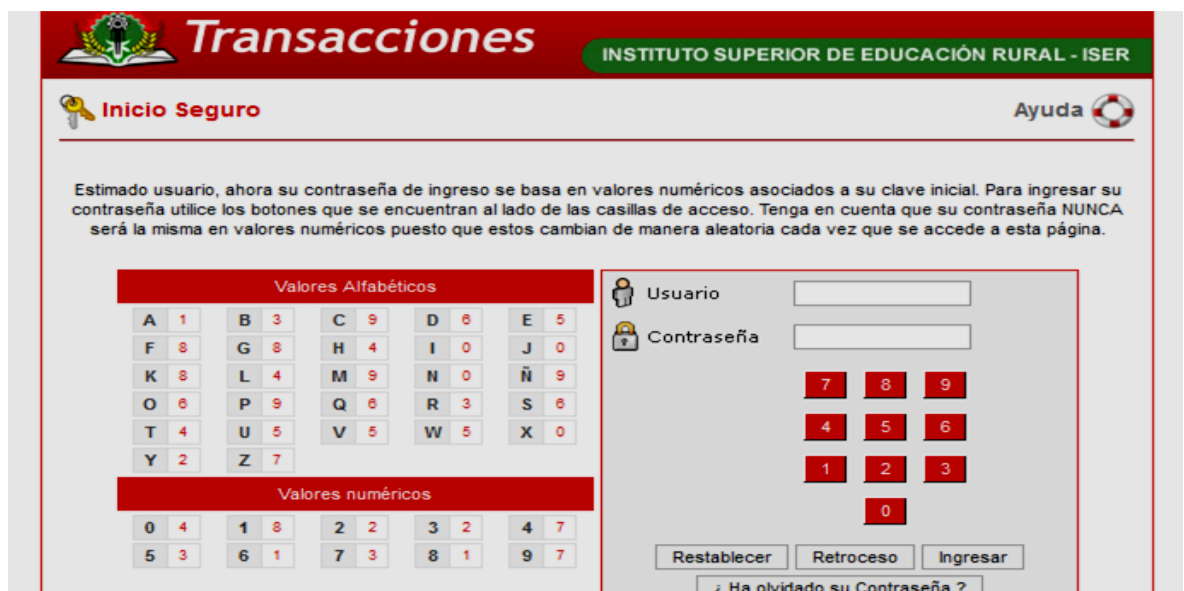 Transacciones
INSTITUTO SUPERIOR DE EDUCACIÓN RURAL - ISER
Inicio Seguro
Ayuda
Estimado usuario, ahora su contraseña de ingreso se basa en valores numéricos asociados a su clave inicial. Para ingresar su
contraseña utilice los botones que se encuentran al lado de las casillas de acceso. Tenga en cuenta que su contraseña NUNCA
será la misma en valores numéricos puesto que estos cambian de manera aleatoria cada vez que se accede a esta página.
Valores Alfabéticos
A 1 B 3 C 9 D 6 E 5
F 8 G 8 H 4 I 0 J 0
K 8 L 4 M 9 N 0 Ñ 9
O 6 P 9 Q 6 R 3 S 6
T 4 U 5 V 5 W 5 X 0
Y 2 Z 7
Valores numéricos
0 4 1 8 2 2 3 2 4 7
5 3 6 1 7 3 8 1 9 7
Usuario
Contraseña
7 8 9
4 5 6
1 2 3
0
Restablecer Retroceso Ingresar
¿ Ha olvidado su Contraseña ?